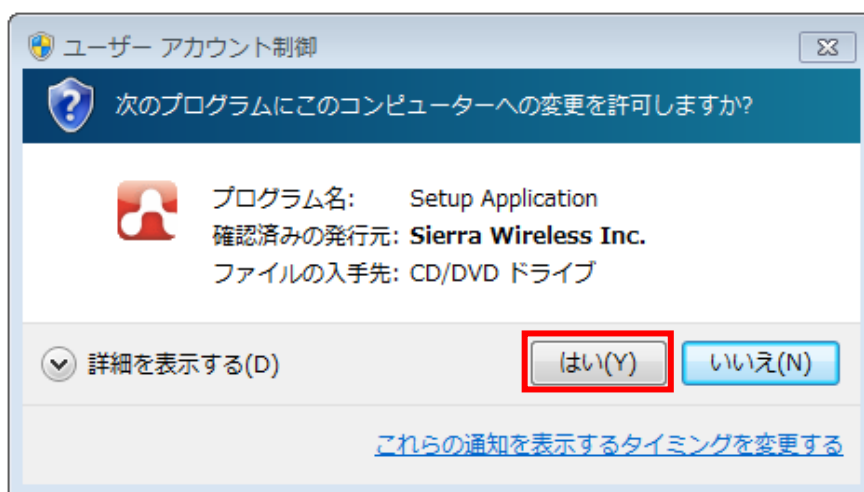 ユーザー アカウント制御
次のプログラムにこのコンピューターへの変更を許可しますか?
プログラム名: Setup Application
確認済みの発行元: Sierra Wireless Inc.
ファイルの入手先: CD/DVD ドライブ
詳細を表示する(D) はい(Y) いいえ(N)
これらの通知を表示するタイミングを変更する